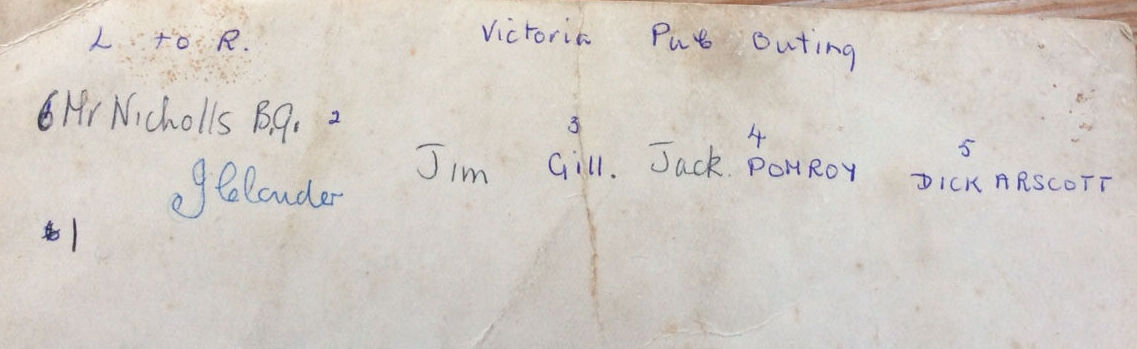 L to R. Victoria Pub Outing
6 Mr Nicholls B.G. 2
3 4 5
Jim Gill. Jack. POMROY DICK ARSCOTT
1